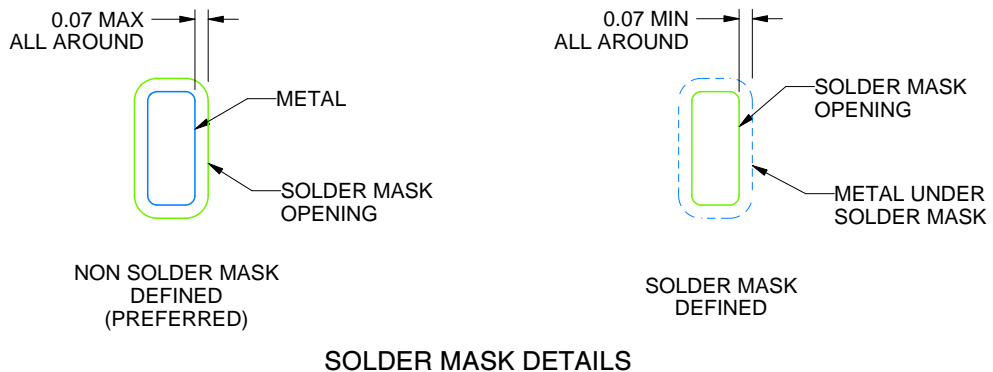 0.07 MAX
ALL AROUND
METAL
SOLDER MASK
OPENING
NON SOLDER MASK
DEFINED
(PREFERRED)
0.07 MIN
ALL AROUND
SOLDER MASK
OPENING
METAL UNDER
SOLDER MASK
SOLDER MASK
DEFINED
SOLDER MASK DETAILS